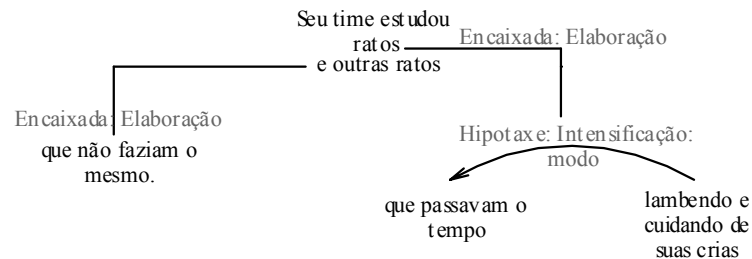 Seu time estudou
ratos
e outras ratos
Encaixada: Elaboração
Encaixada: Elaboração
que não faziam o
mesmo.
Hipotaxe: Intensificação:
modo
que passavam o
tempo
lambendo e
cuidando de
suas crias